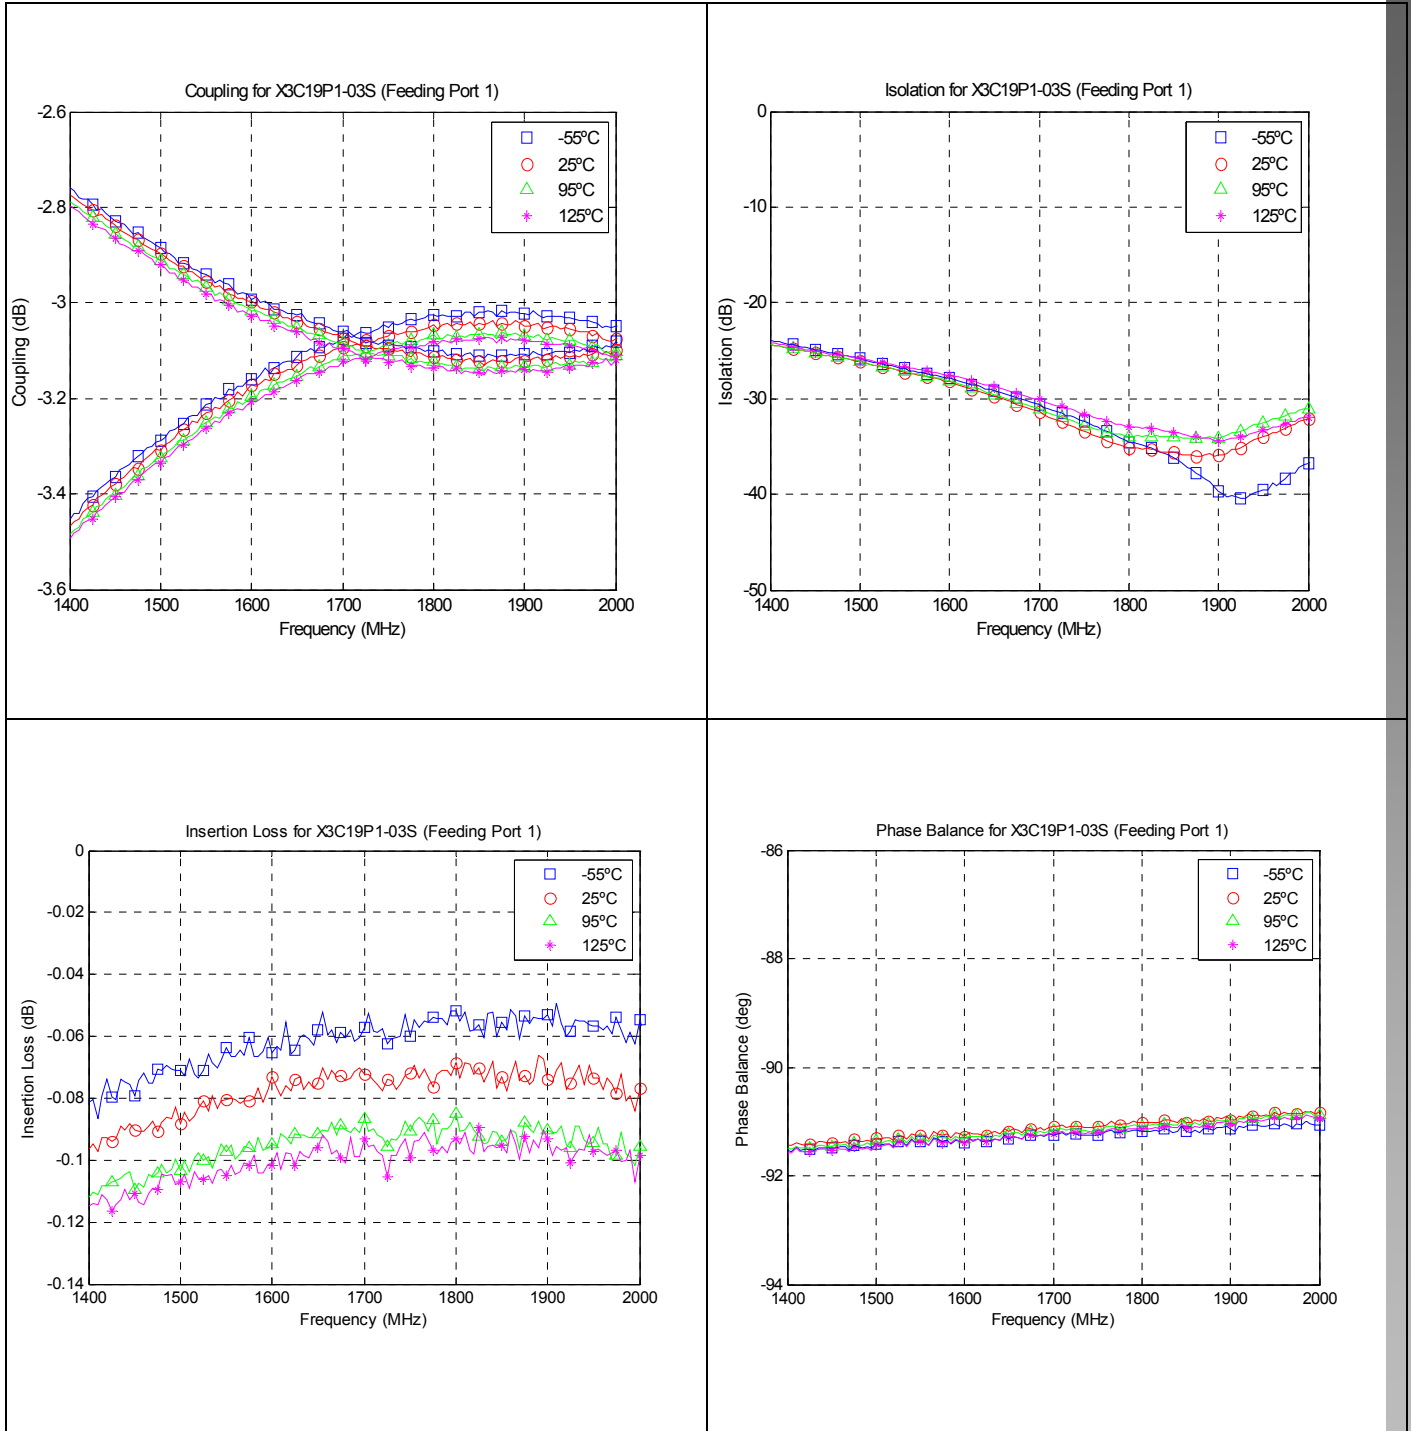 Coupling for X3C19P1-03S (Feeding Port 1)
-2.6
-2.8
-3
-3.2
-3.4
-3.6
Coupling (dB)
1400 1500 1600 1700 1800 1900 2000
Frequency (MHz)
-55ºC
25ºC
95ºC
125ºC
Isolation for X3C19P1-03S (Feeding Port 1)
0
-10
-20
-30
-40
-50
Isolation (dB)
1400 1500 1600 1700 1800 1900 2000
Frequency (MHz)
-55ºC
25ºC
95ºC
125ºC
Insertion Loss for X3C19P1-03S (Feeding Port 1)
0
-0.02
-0.04
-0.06
-0.08
-0.1
-0.12
-0.14
Insertion Loss (dB)
1400 1500 1600 1700 1800 1900 2000
Frequency (MHz)
-55ºC
25ºC
95ºC
125ºC
Phase Balance for X3C19P1-03S (Feeding Port 1)
-86
-88
-90
-92
-94
Phase Balance (deg)
1400 1500 1600 1700 1800 1900 2000
Frequency (MHz)
-55ºC
25ºC
95ºC
125ºC